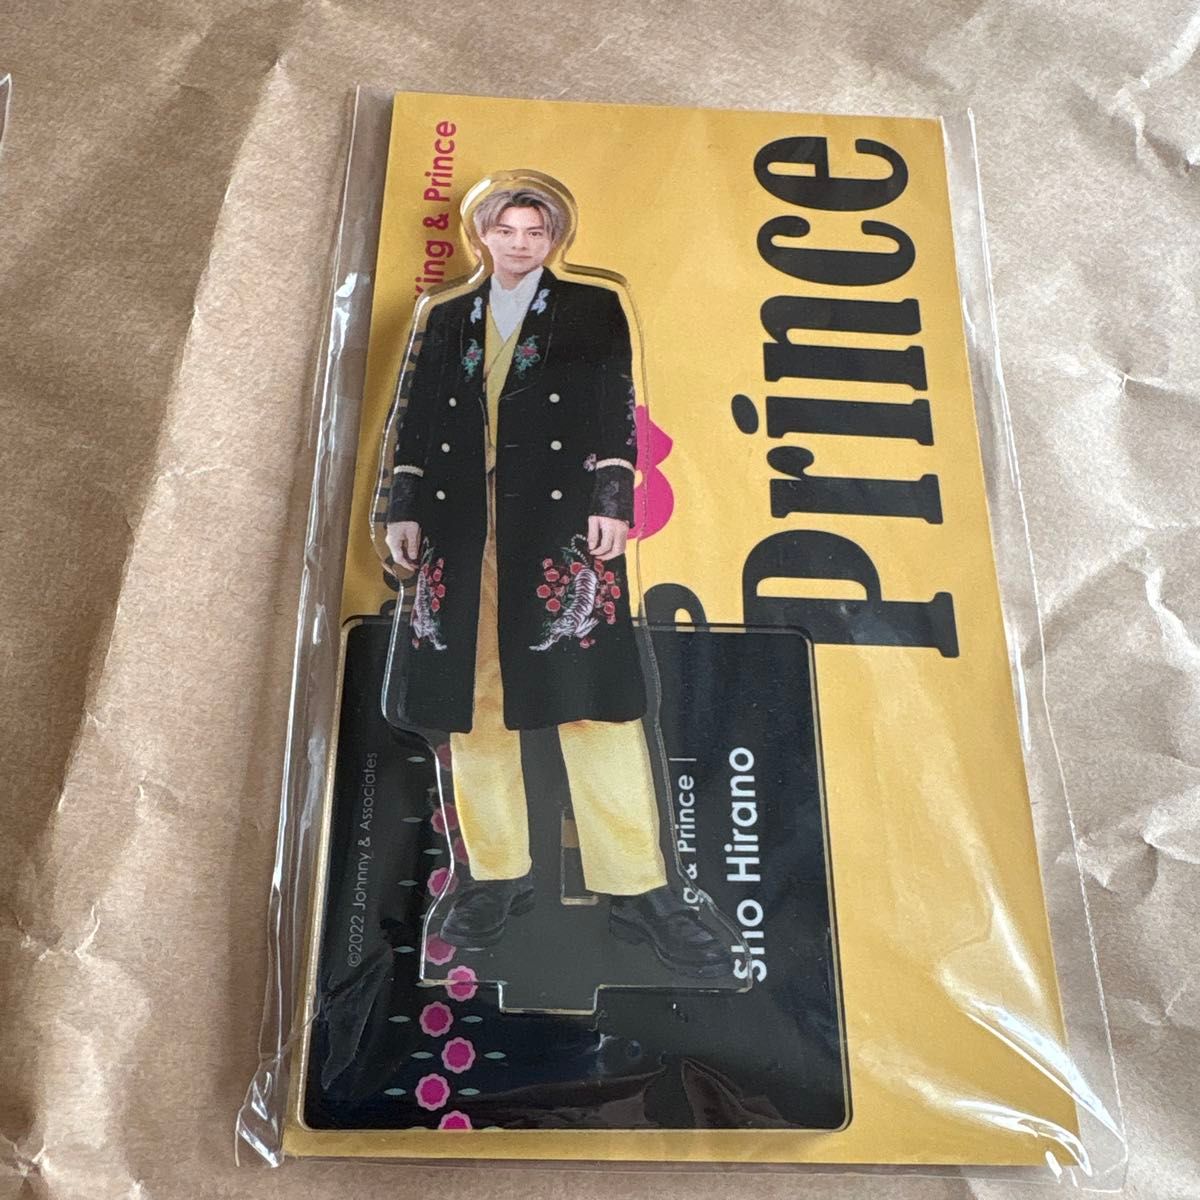 King & Prince
prince
©2022 Johnny & Associates
& Prince |
Sho Hirano